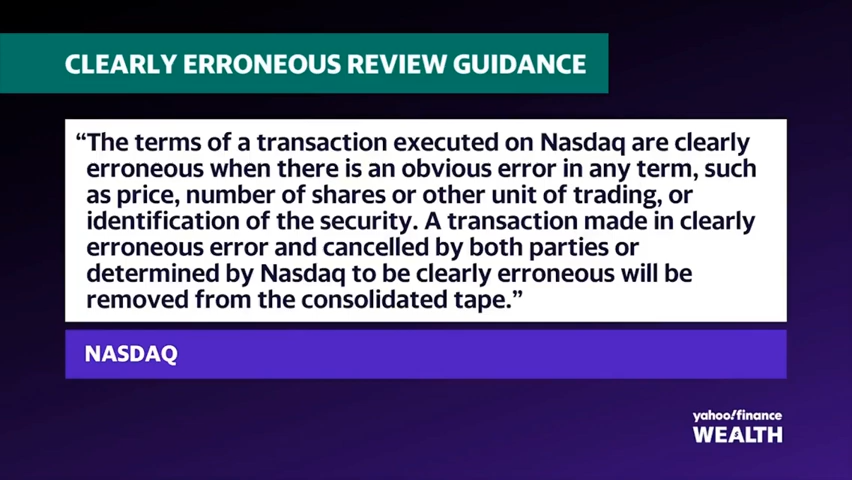 CLEARLY ERRONEOUS REVIEW GUIDANCE
“The terms of a transaction executed on Nasdaq are clearly
erroneous when there is an obvious error in any term, such
as price, number of shares or other unit of trading, or
identification of the security. A transaction made in clearly
erroneous error and cancelled by both parties or
determined by Nasdaq to be clearly erroneous will be
removed from the consolidated tape.”
NASDAQ
yahoo!finance
WEALTH